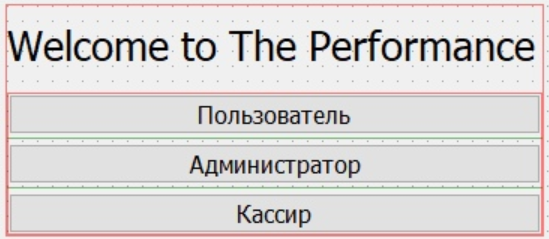 Welcome to The Performance
Пользователь
Администратор
Кассир